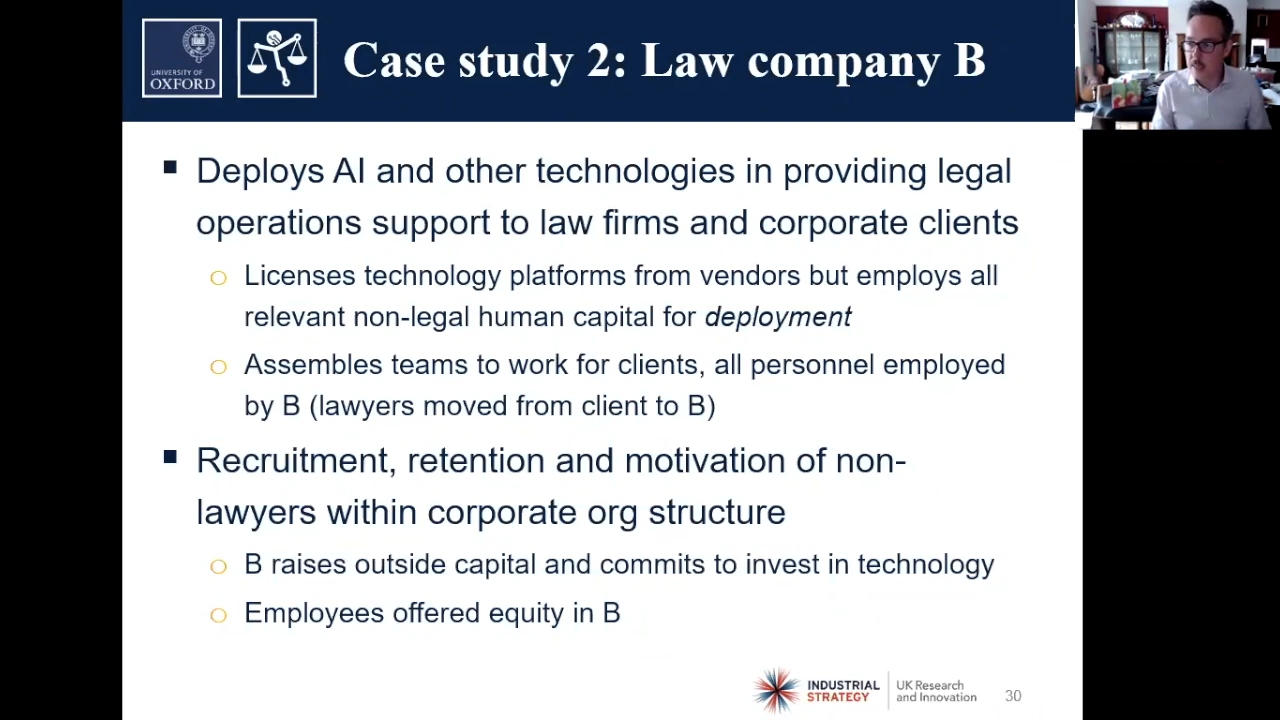 UNIVERSITY OF
OXFORD
Case study 2: Law company B
Deploys AI and other technologies in providing legal
operations support to law firms and corporate clients
Licenses technology platforms from vendors but employs all
relevant non-legal human capital for deployment
Assembles teams to work for clients, all personnel employed
by B (lawyers moved from client to B)
Recruitment, retention and motivation of non-
lawyers within corporate org structure
B raises outside capital and commits to invest in technology
Employees offered equity in B
INDUSTRIAL
STRATEGY
UK Research
and Innovation
30